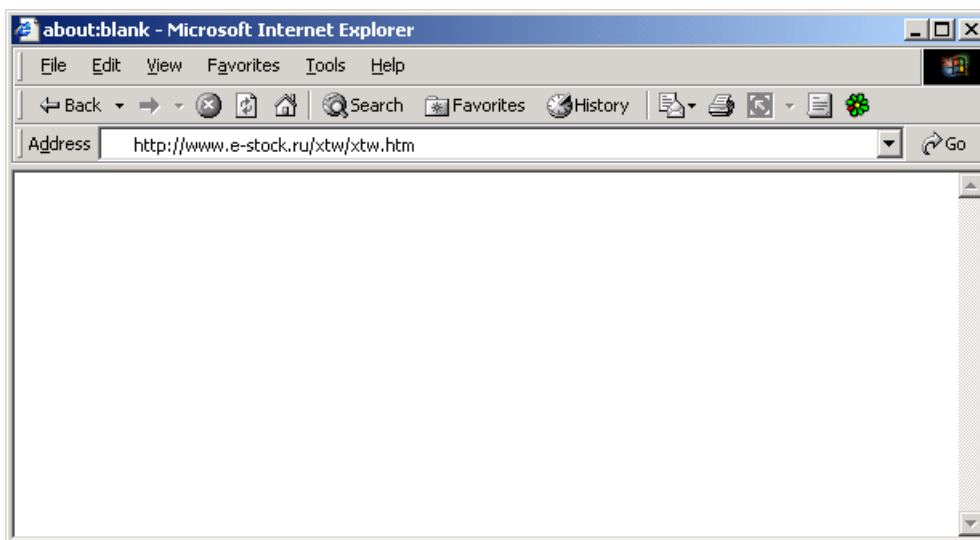 about:blank - Microsoft Internet Explorer
File Edit View Favorites Tools Help
Back Search Favorites History
Address http://www.e-stock.ru/xtw/xtw.htm Go